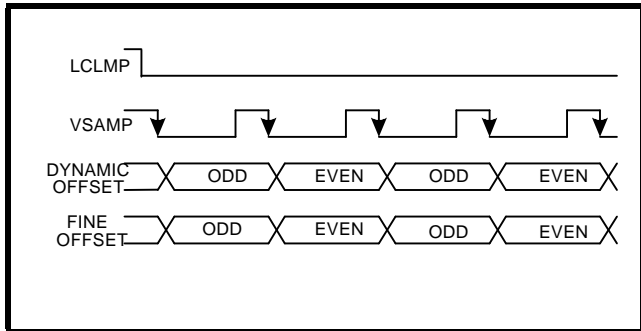 LCLMP
VSAMP
DYNAMIC
OFFSET
ODD EVEN ODD EVEN
FINE
OFFSET
ODD EVEN ODD EVEN